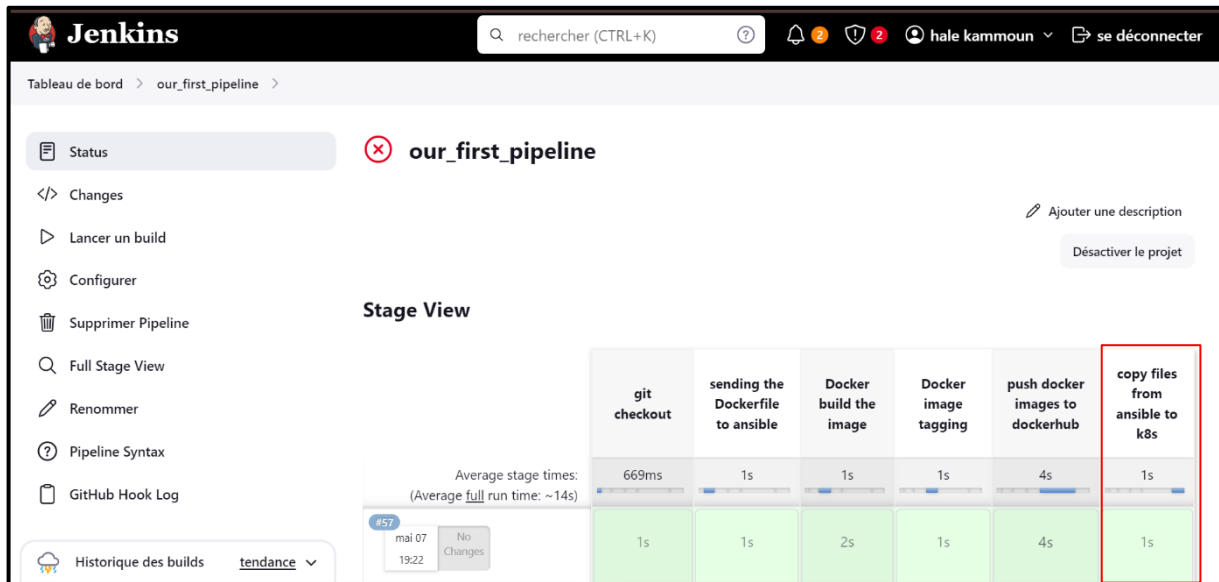 Jenkins
rechercher (CTRL+K)
?
2
2
hale kammoun
se déconnecter
Tableau de bord > our_first_pipeline >
Status
Changes
Lancer un build
Configurer
Supprimer Pipeline
Full Stage View
Renommer
Pipeline Syntax
GitHub Hook Log
Historique des builds
tendance
our_first_pipeline
Ajouter une description
Désactiver le projet
Stage View
git
checkout
sending the
Dockerfile
to ansible
Docker
build the
image
Docker
image
tagging
push docker
images to
dockerhub
copy files
from
ansible to
k8s
Average stage times:
(Average full run time: ~14s)
669ms
1s
1s
1s
4s
1s
#57
mai 07
19:22
No
Changes
1s
1s
2s
1s
4s
1s